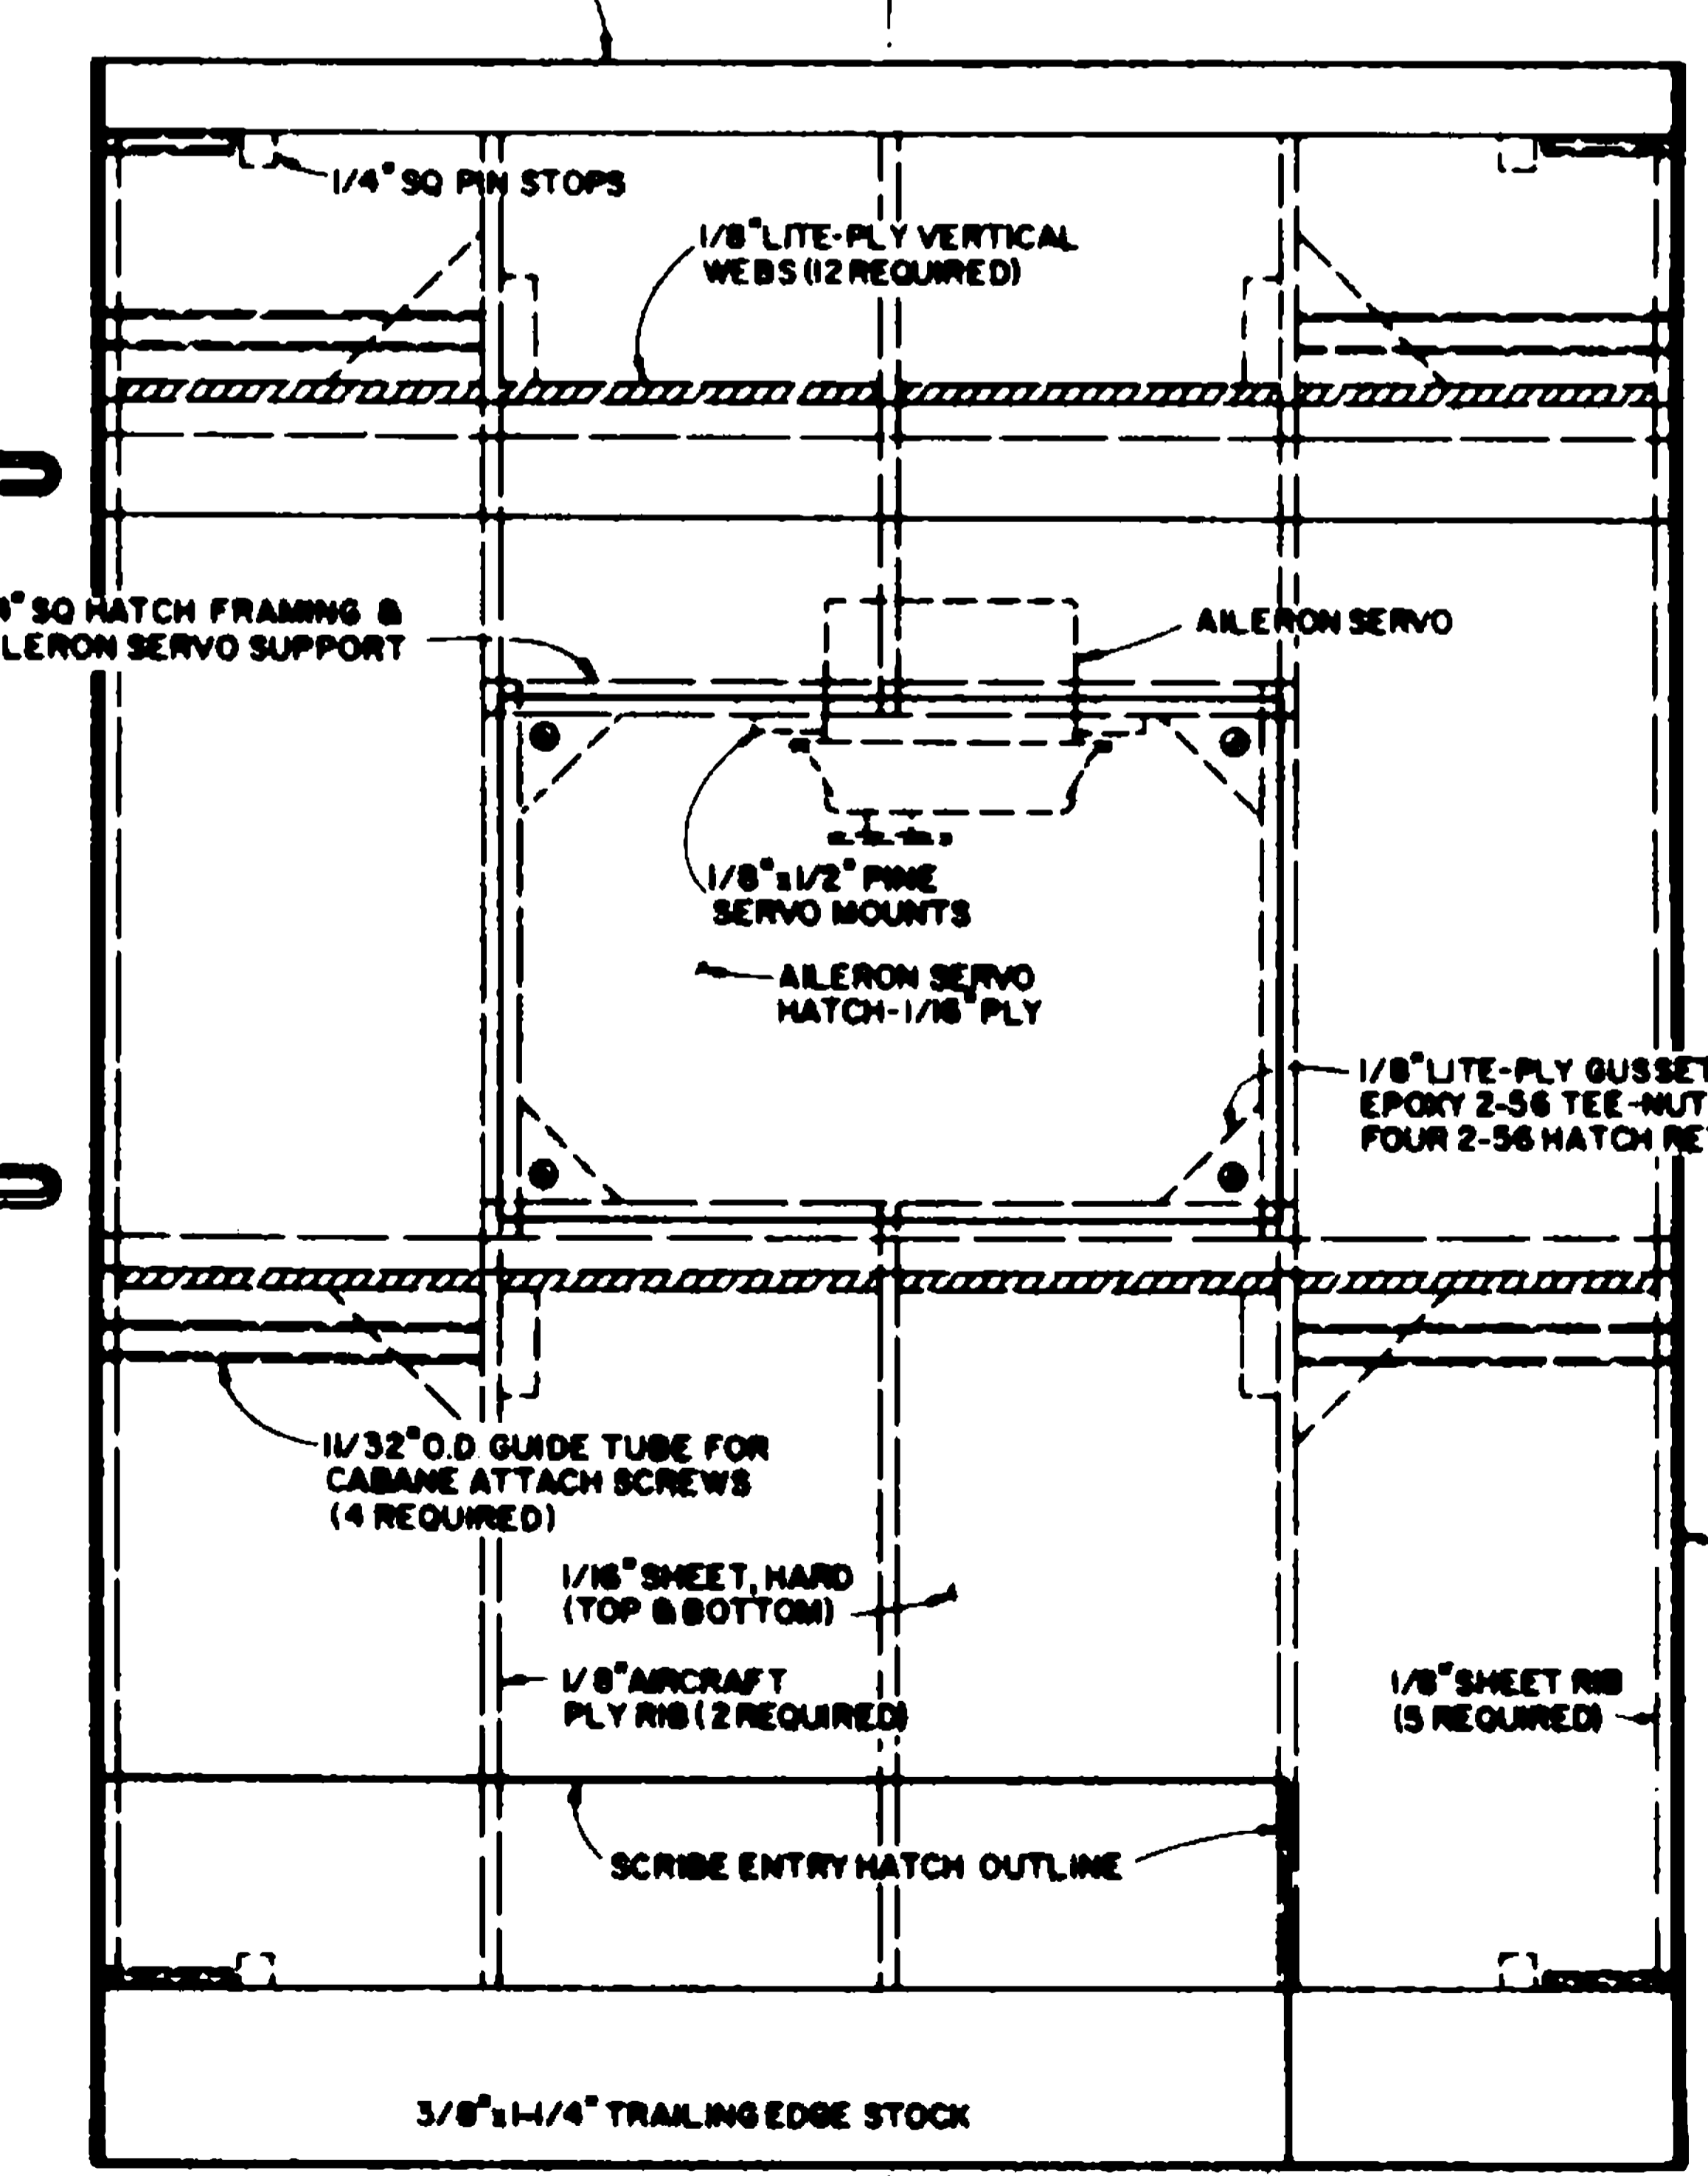 1/4" SQ PIN STOPS
1/8" LITE-PLY VERTICAL
WEBS (12 REQUIRED)
4" SQ HATCH FRAMING &
LERON SERVO SUPPORT
AILERON SERVO
1/8" x 1/2" PINE
SERVO MOUNTS
AILERON SERVO
HATCH-1/16" PLY
1/8" LITE-PLY GUSSET
EPOXY 2-56 TEE-NUT
FOUR 2-56 HATCH RE
11/32" O.D. GUIDE TUBE FOR
CABANE ATTACH SCREWS
(4 REQUIRED)
1/16" SHEET, HARD
(TOP & BOTTOM)
1/8" AIRCRAFT
PLY RIB (2 REQUIRED)
1/8" SHEET RIB
(5 REQUIRED)
SCRIBE ENTRY HATCH OUTLINE
3/8" x 1-1/4" TRAILING EDGE STOCK